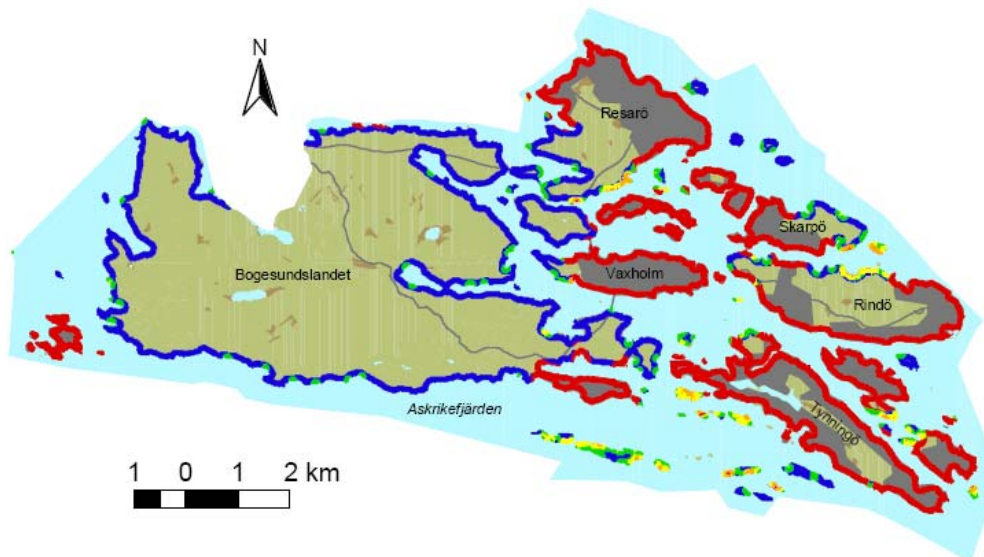 N
Resarö
Skarpö
Bogesundslandet
Vaxholm
Rindö
Askrikefjärden
Tynningö
1 0 1 2 km